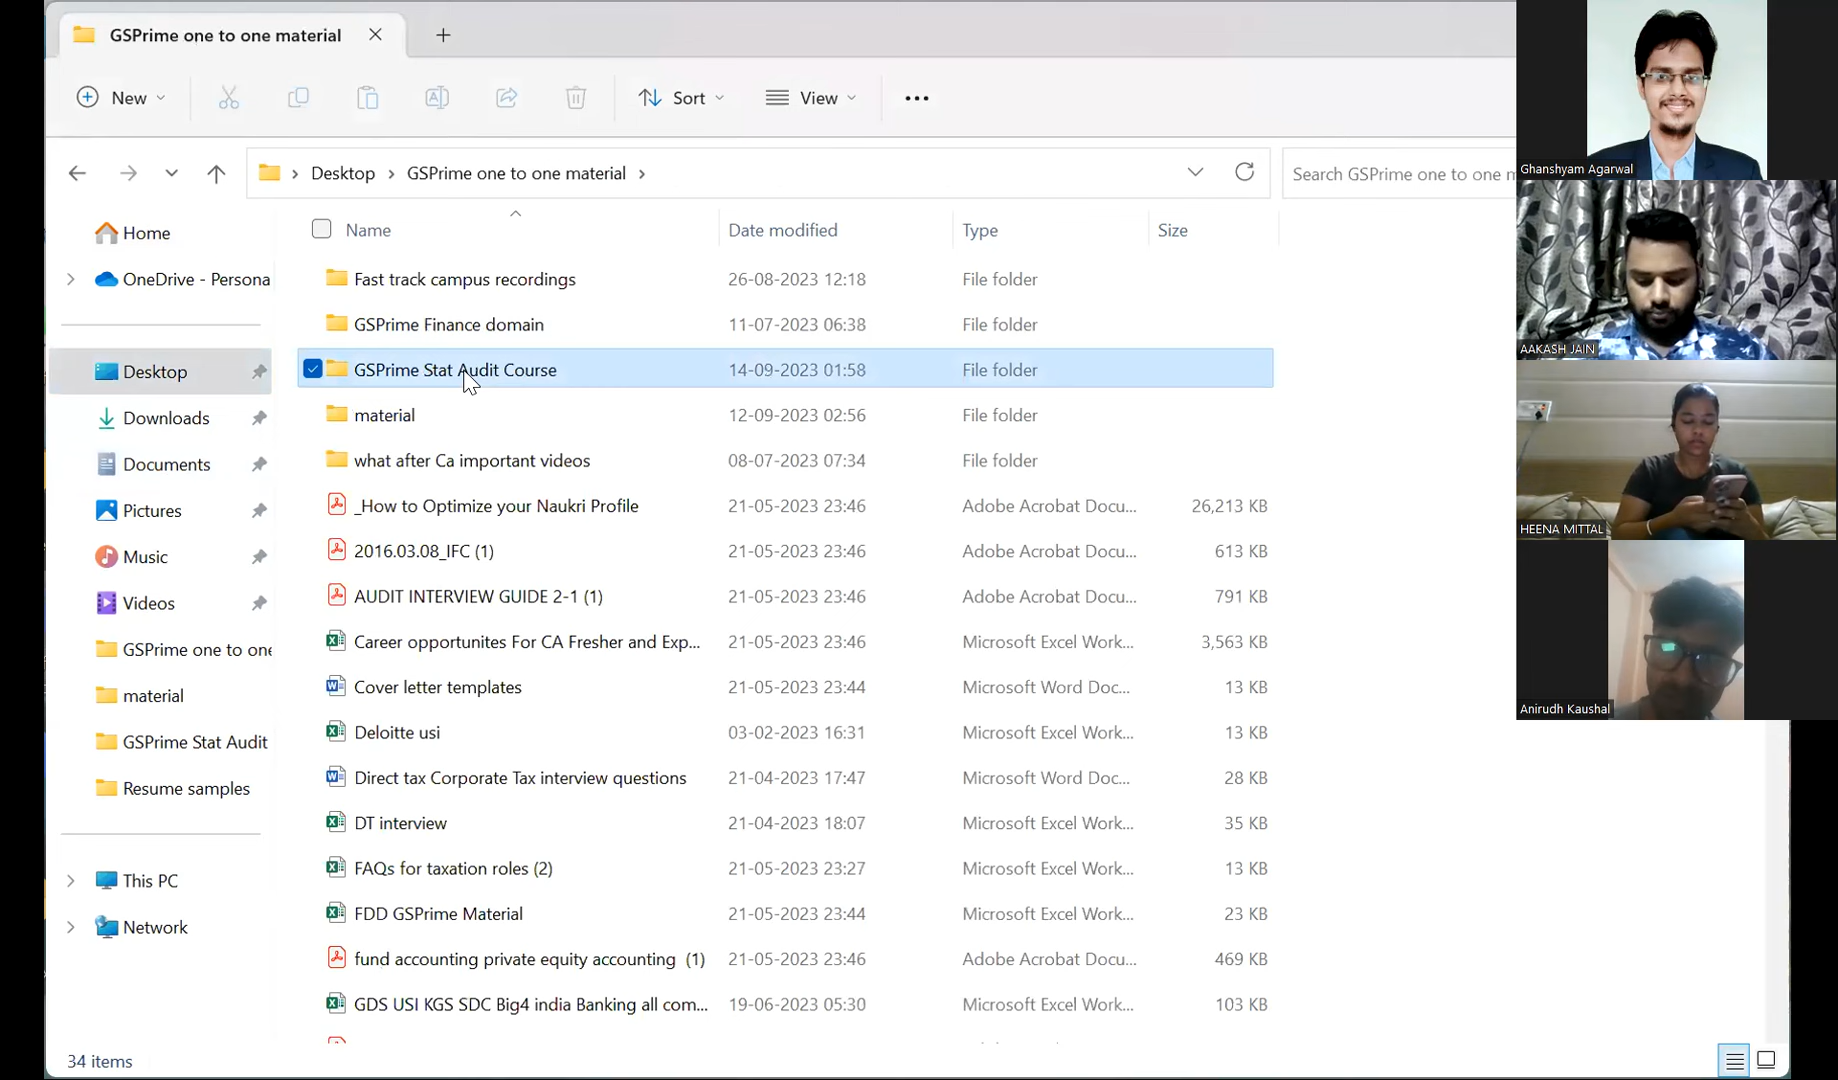 GSPrime one to one material
New
Sort
View
Desktop
GSPrime one to one material
Search GSPrime one to one m
Name Date modified Type Size
Home
OneDrive - Persona
Desktop
Downloads
Documents
Pictures
Music
Videos
GSPrime one to one
material
GSPrime Stat Audit
Resume samples
This PC
Network
Fast track campus recordings 26-08-2023 12:18 File folder
GSPrime Finance domain 11-07-2023 06:38 File folder
GSPrime Stat Audit Course 14-09-2023 01:58 File folder
material 12-09-2023 02:56 File folder
what after Ca important videos 08-07-2023 07:34 File folder
_How to Optimize your Naukri Profile 21-05-2023 23:46 Adobe Acrobat Docu... 26,213 KB
2016.03.08_IFC (1) 21-05-2023 23:46 Adobe Acrobat Docu... 613 KB
AUDIT INTERVIEW GUIDE 2-1 (1) 21-05-2023 23:46 Adobe Acrobat Docu... 791 KB
Career opportunites For CA Fresher and Exp... 21-05-2023 23:46 Microsoft Excel Work... 3,563 KB
Cover letter templates 21-05-2023 23:44 Microsoft Word Doc... 13 KB
Deloitte usi 03-02-2023 16:31 Microsoft Excel Work... 13 KB
Direct tax Corporate Tax interview questions 21-04-2023 17:47 Microsoft Word Doc... 28 KB
DT interview 21-04-2023 18:07 Microsoft Excel Work... 35 KB
FAQs for taxation roles (2) 21-05-2023 23:27 Microsoft Excel Work... 13 KB
FDD GSPrime Material 21-05-2023 23:44 Microsoft Excel Work... 23 KB
fund accounting private equity accounting (1) 21-05-2023 23:46 Adobe Acrobat Docu... 469 KB
GDS USI KGS SDC Big4 india Banking all com... 19-06-2023 05:30 Microsoft Excel Work... 103 KB
34 items
Ghanshyam Agarwal
AAKASH JAIN
HEENA MITTAL
Anirudh Kaushal